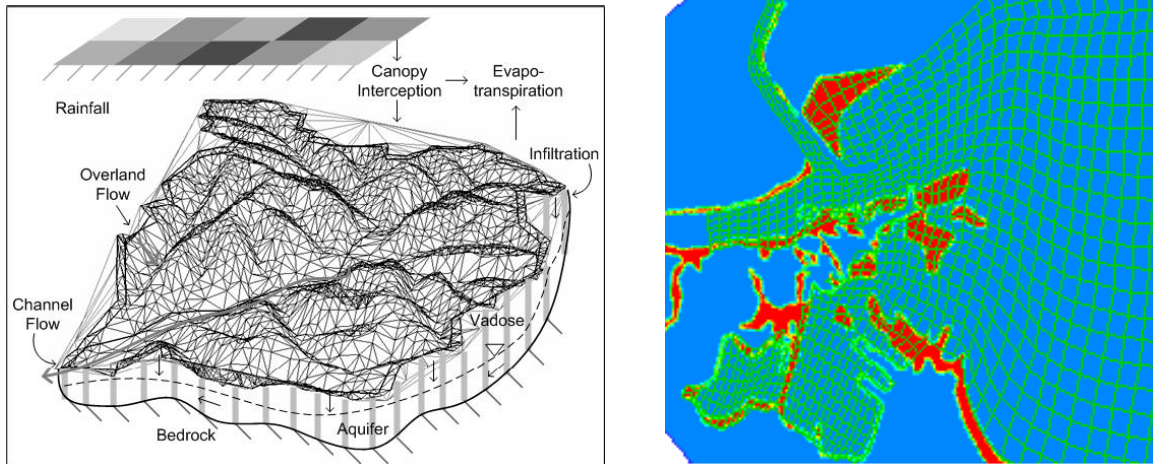 Canopy
Interception
Evapo-
transpiration
Rainfall
Infiltration
Overland
Flow
Channel
Flow
Vadose
Aquifer
Bedrock